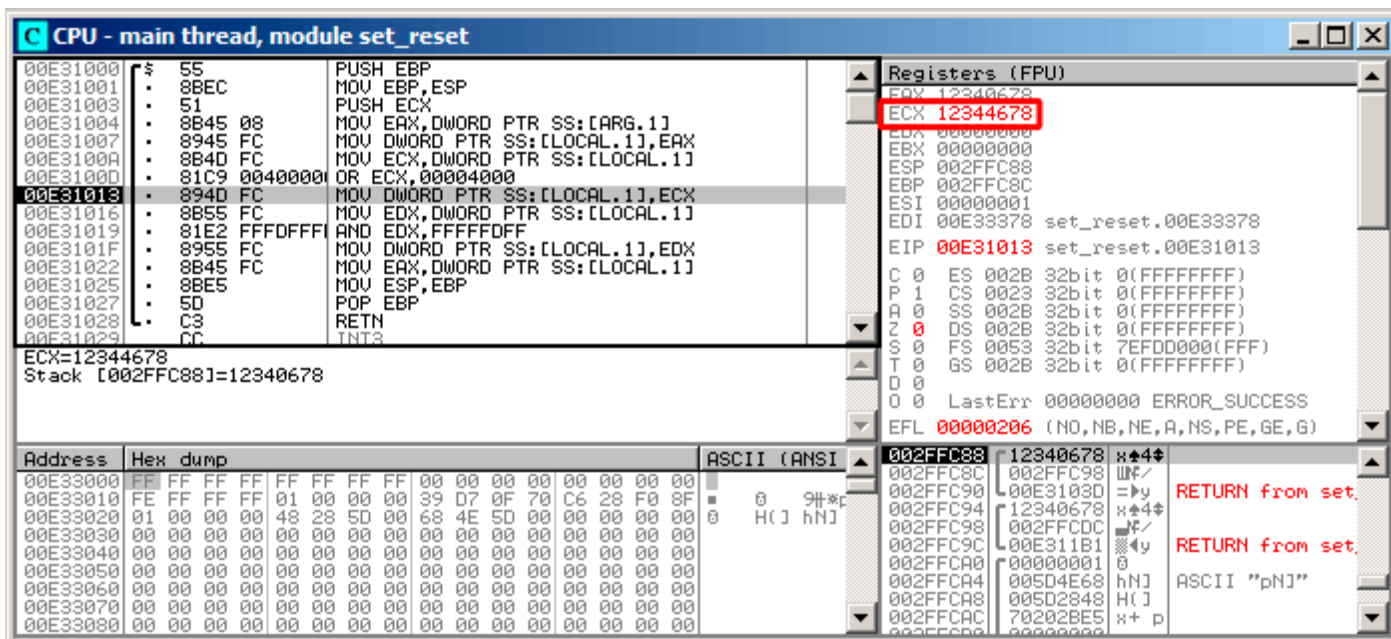 C CPU - main thread, module set_reset
00E31000 $ 55 PUSH EBP
00E31001 . 8BEC MOV EBP,ESP
00E31003 . 51 PUSH ECX
00E31004 . 8B45 08 MOV EAX,DWORD PTR SS:[ARG.1]
00E31007 . 8945 FC MOV DWORD PTR SS:[LOCAL.1],EAX
00E3100A . 8B4D FC MOV ECX,DWORD PTR SS:[LOCAL.1]
00E3100D . 81C9 00400000 OR ECX,00004000
00E31013 . 894D FC MOV DWORD PTR SS:[LOCAL.1],ECX
00E31016 . 8B55 FC MOV EDX,DWORD PTR SS:[LOCAL.1]
00E31019 . 81E2 FFFDFFFF AND EDX,FFFFFDFF
00E3101F . 8955 FC MOV DWORD PTR SS:[LOCAL.1],EDX
00E31022 . 8B45 FC MOV EAX,DWORD PTR SS:[LOCAL.1]
00E31025 . 8BE5 MOV ESP,EBP
00E31027 . 5D POP EBP
00E31028 . C3 RETN
00E31029 CC INT3
ECX=12344678
Stack [002FFC88]=12340678
Registers (FPU)
EAX 12340678
ECX 12344678
EDX 00000000
EBX 00000000
ESP 002FFC88
EBP 002FFC8C
ESI 00000001
EDI 00E33378 set_reset.00E33378
EIP 00E31013 set_reset.00E31013
C 0 ES 002B 32bit 0(FFFFFFFF)
P 1 CS 0023 32bit 0(FFFFFFFF)
A 0 SS 002B 32bit 0(FFFFFFFF)
Z 0 DS 002B 32bit 0(FFFFFFFF)
S 0 FS 0053 32bit 7EFDD000(FFF)
T 0 GS 002B 32bit 0(FFFFFFFF)
D 0
O 0 LastErr 00000000 ERROR_SUCCESS
EFL 00000206 (NO,NB,NE,A,NS,PE,GE,G)
Address Hex dump ASCII (ANSI
00E33000 FF FF FF FF FF FF FF FF 00 00 00 00 00 00 00 00
00E33010 FE FF FF FF 01 00 00 00 39 D7 0F 70 C6 28 F0 8F
00E33020 01 00 00 00 48 28 5D 00 68 4E 5D 00 00 00 00 00 H(] hN]
00E33030 00 00 00 00 00 00 00 00 00 00 00 00 00 00 00 00
00E33040 00 00 00 00 00 00 00 00 00 00 00 00 00 00 00 00
00E33050 00 00 00 00 00 00 00 00 00 00 00 00 00 00 00 00
00E33060 00 00 00 00 00 00 00 00 00 00 00 00 00 00 00 00
00E33070 00 00 00 00 00 00 00 00 00 00 00 00 00 00 00 00
00E33080 00 00 00 00 00 00 00 00 00 00 00 00 00 00 00 00
002FFC88 12340678 x♠4‡
002FFC8C 002FFC98
002FFC90 00E3103D RETURN from set_
002FFC94 12340678 x♠4‡
002FFC98 002FFCDC
002FFC9C 00E311B1 RETURN from set_
002FFCA0 00000001
002FFCA4 005D4E68 hN] ASCII "pN]"
002FFCA8 005D2848 H(]
002FFCAC 70202BE5 x+ p